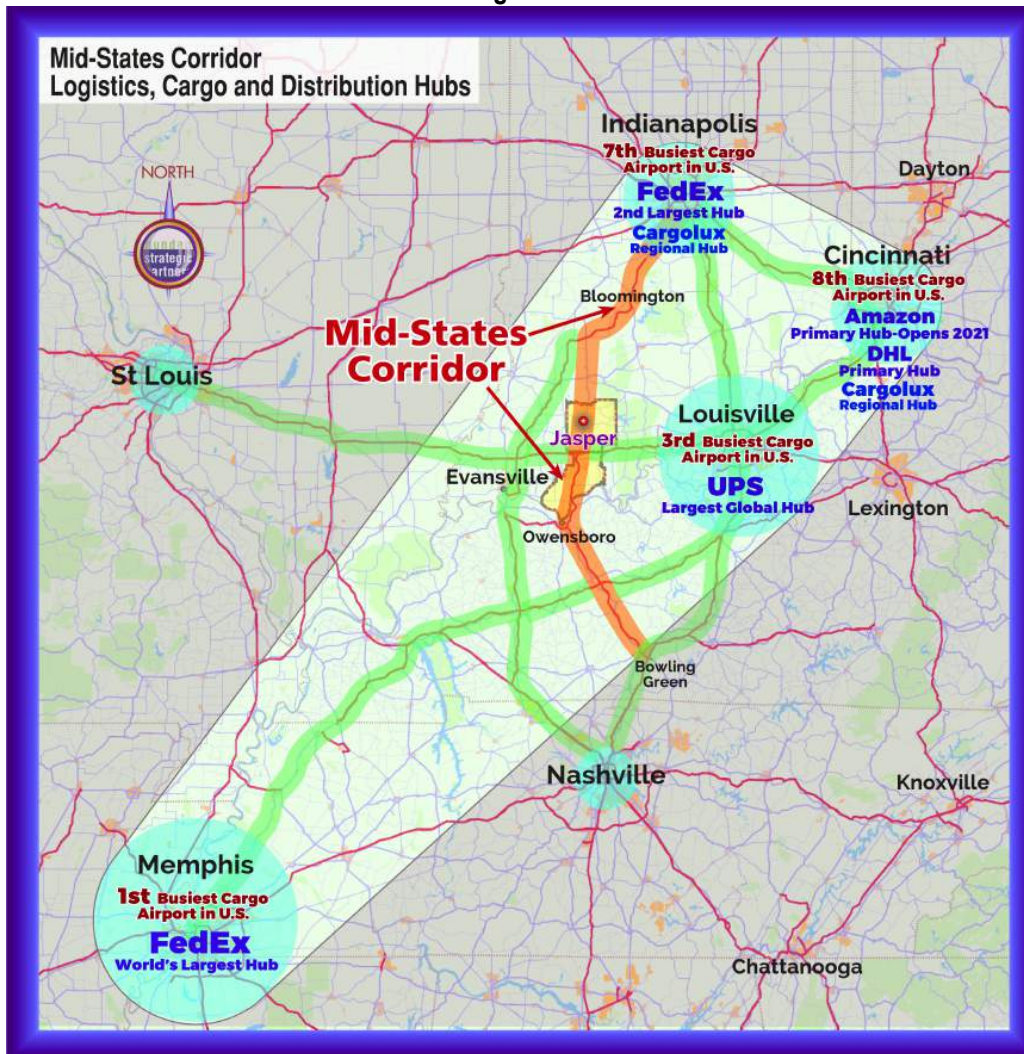 Mid-States Corridor
Logistics, Cargo and Distribution Hubs
NORTH
strategic
Indianapolis
7th Busiest Cargo
Airport in U.S.
FedEx
2nd Largest Hub
Cargolux
Regional Hub
Dayton
Cincinnati
8th Busiest Cargo
Airport in U.S.
Amazon
Primary Hub-Opens 2021
DHL
Primary Hub
Cargolux
Regional Hub
Bloomington
Mid-States
Corridor
St Louis
Louisville
3rd Busiest Cargo
Airport in U.S.
UPS
Largest Global Hub
Jasper
Evansville
Lexington
Owensboro
Bowling
Green
Nashville
Knoxville
Memphis
1st Busiest Cargo
Airport in U.S.
FedEx
World's Largest Hub
Chattanooga